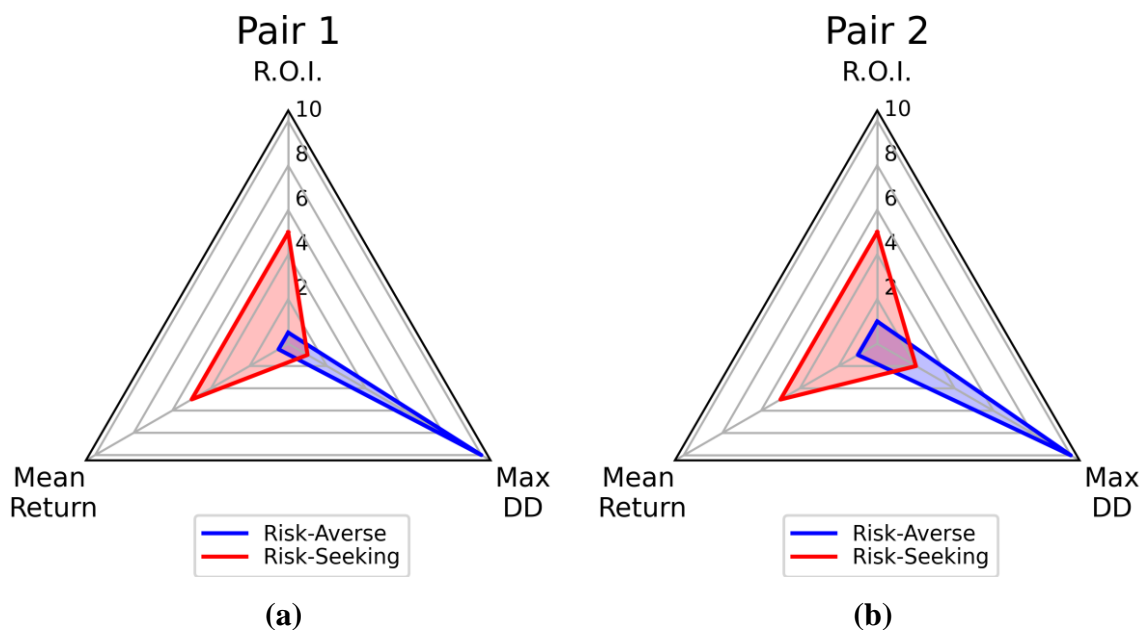 Pair 1
R.O.I.
10
8
6
4
2
Mean
Return
Max
DD
Risk-Averse
Risk-Seeking
(a)
Pair 2
R.O.I.
10
8
6
4
2
Mean
Return
Max
DD
Risk-Averse
Risk-Seeking
(b)